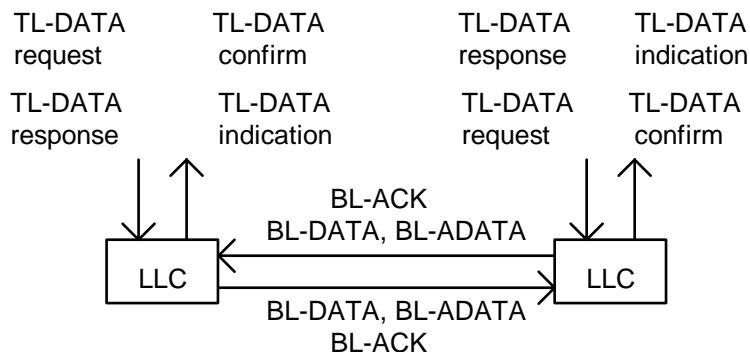 TL-DATA TL-DATA TL-DATA TL-DATA
request confirm response indication
TL-DATA TL-DATA TL-DATA TL-DATA
response indication request confirm
BL-ACK
BL-DATA, BL-ADATA
LLC LLC
BL-DATA, BL-ADATA
BL-ACK